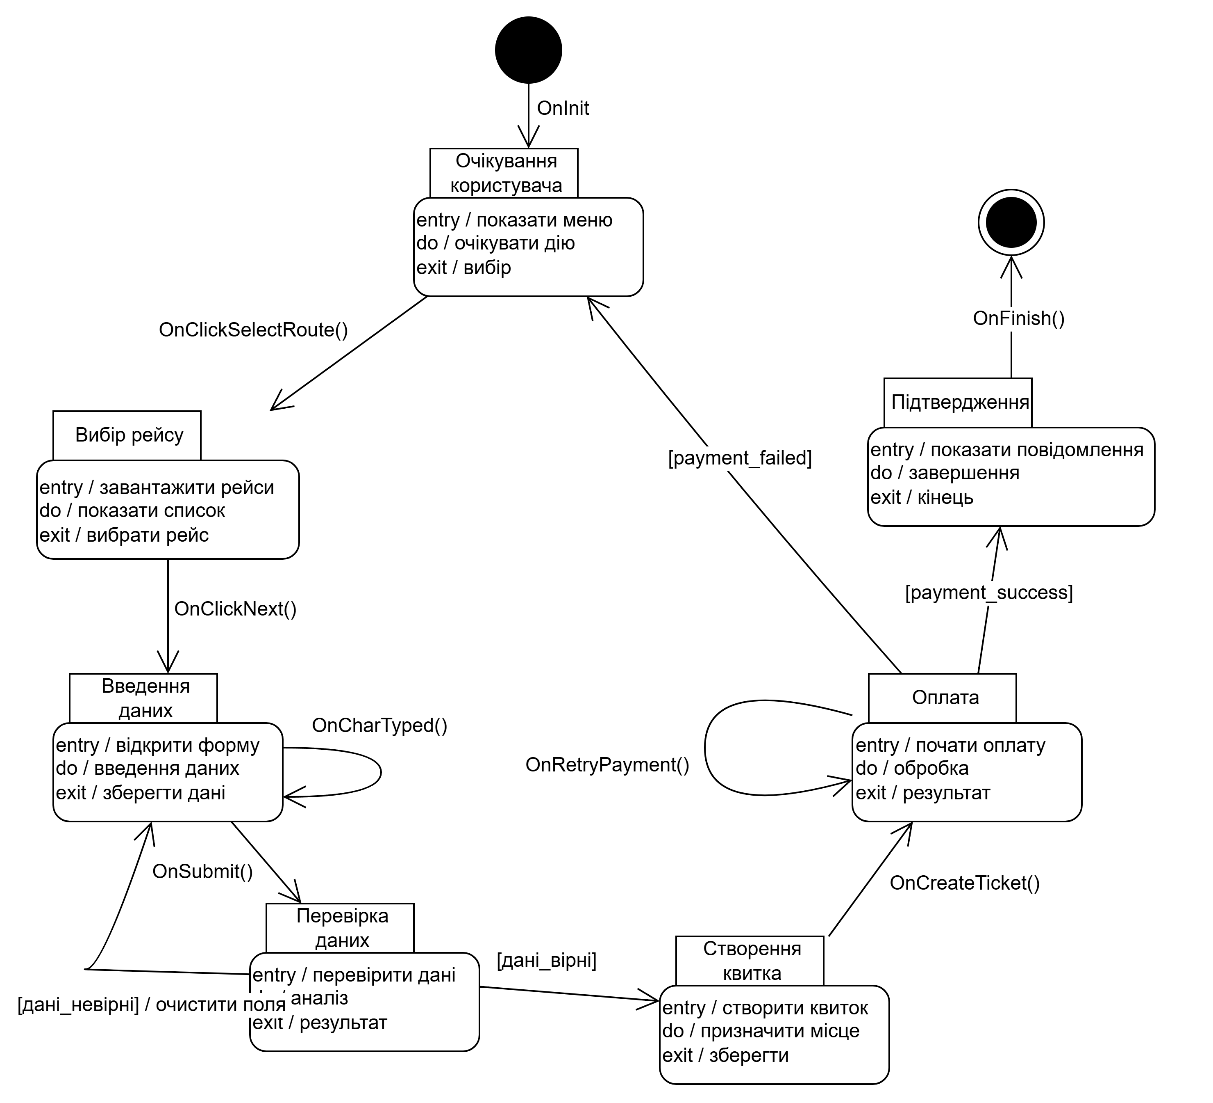 OnInit
Очікування
користувача
entry / показати меню
do / очікувати дію
exit / вибір
OnClickSelectRoute()
OnFinish()
Вибір рейсу
entry / завантажити рейси
do / показати список
exit / вибрати рейс
[payment_failed]
Підтвердження
entry / показати повідомлення
do / завершення
exit / кінець
OnClickNext()
[payment_success]
Введення
даних
entry / відкрити форму
do / введення даних
exit / зберегти дані
OnCharTyped()
OnRetryPayment()
Оплата
entry / почати оплату
do / обробка
exit / результат
OnSubmit()
OnCreateTicket()
Перевірка
даних
entry / перевірити дані
/ аналіз
exit / результат
[дані_невірні] / очистити поля
[дані_вірні]
Створення
квитка
entry / створити квиток
do / призначити місце
exit / зберегти